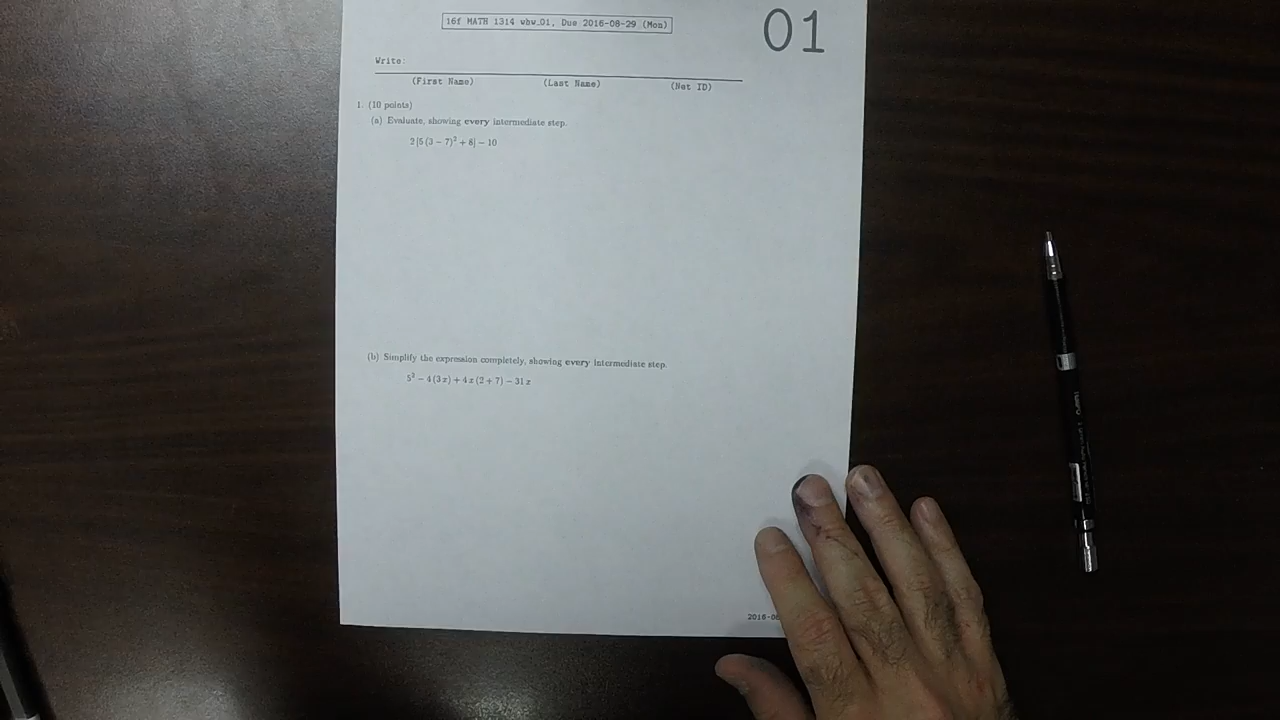 16f MATH 1314 wbw_01, Due 2016-08-29 (Mon)
01
Write:
(First Name) (Last Name) (Net ID)
1. (10 points)
(a) Evaluate, showing every intermediate step.
2 [5 (3 − 7)² + 8] − 10
(b) Simplify the expression completely, showing every intermediate step.
− 4 (3x) + 4x (2 + 7) − 31x